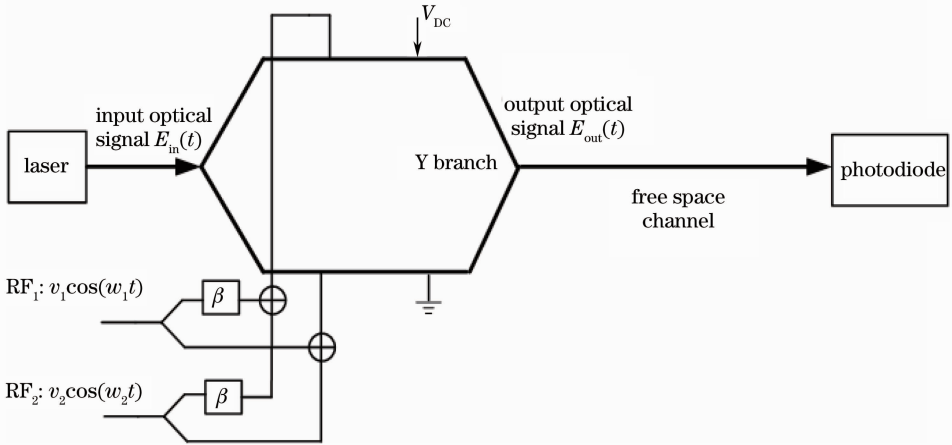 V_DC
input optical
signal E_in(t)
output optical
signal E_out(t)
laser
Y branch
photodiode
free space
channel
RF_1: v_1cos(w_1t)
β
RF_2: v_2cos(w_2t)
β